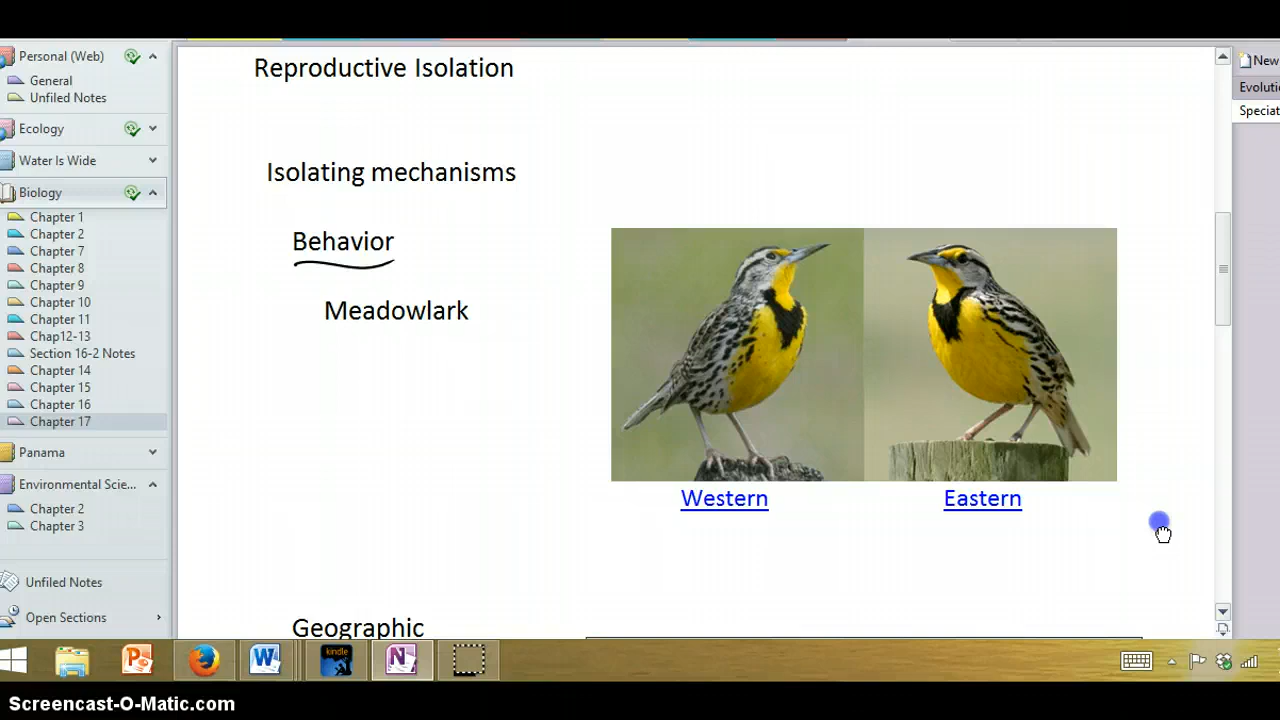 Personal (Web)
General
Unfiled Notes
Ecology
Water Is Wide
Biology
Chapter 1
Chapter 2
Chapter 7
Chapter 8
Chapter 9
Chapter 10
Chapter 11
Chap12-13
Section 16-2 Notes
Chapter 14
Chapter 15
Chapter 16
Chapter 17
Panama
Environmental Scie...
Chapter 2
Chapter 3
Unfiled Notes
Open Sections
Reproductive Isolation
Isolating mechanisms
Behavior
Meadowlark
Western Eastern
Geographic
New
Evoluti
Speciat
P W kindle N
Screencast-O-Matic.com